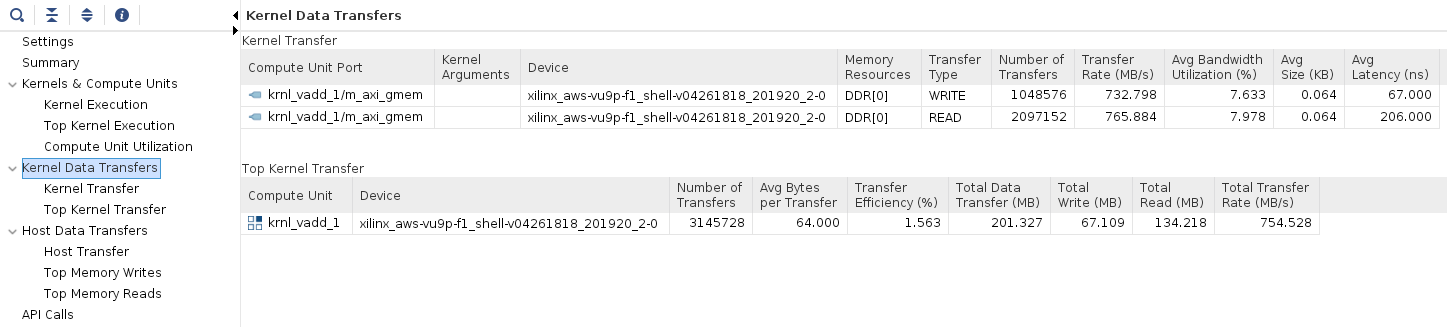 Settings
Summary
Kernels & Compute Units
Kernel Execution
Top Kernel Execution
Compute Unit Utilization
Kernel Data Transfers
Kernel Transfer
Top Kernel Transfer
Host Data Transfers
Host Transfer
Top Memory Writes
Top Memory Reads
API Calls
Kernel Data Transfers
Kernel Transfer
Compute Unit Port Kernel Arguments Device Memory Resources Transfer Type Number of Transfers Transfer Rate (MB/s) Avg Bandwidth Utilization (%) Avg Size (KB) Avg Latency (ns)
krnl_vadd_1/m_axi_gmem xilinx_aws-vu9p-f1_shell-v04261818_201920_2-0 DDR[0] WRITE 1048576 732.798 7.633 0.064 67.000
krnl_vadd_1/m_axi_gmem xilinx_aws-vu9p-f1_shell-v04261818_201920_2-0 DDR[0] READ 2097152 765.884 7.978 0.064 206.000
Top Kernel Transfer
Compute Unit Device Number of Transfers Avg Bytes per Transfer Transfer Efficiency (%) Total Data Transfer (MB) Total Write (MB) Total Read (MB) Total Transfer Rate (MB/s)
krnl_vadd_1 xilinx_aws-vu9p-f1_shell-v04261818_201920_2-0 3145728 64.000 1.563 201.327 67.109 134.218 754.528